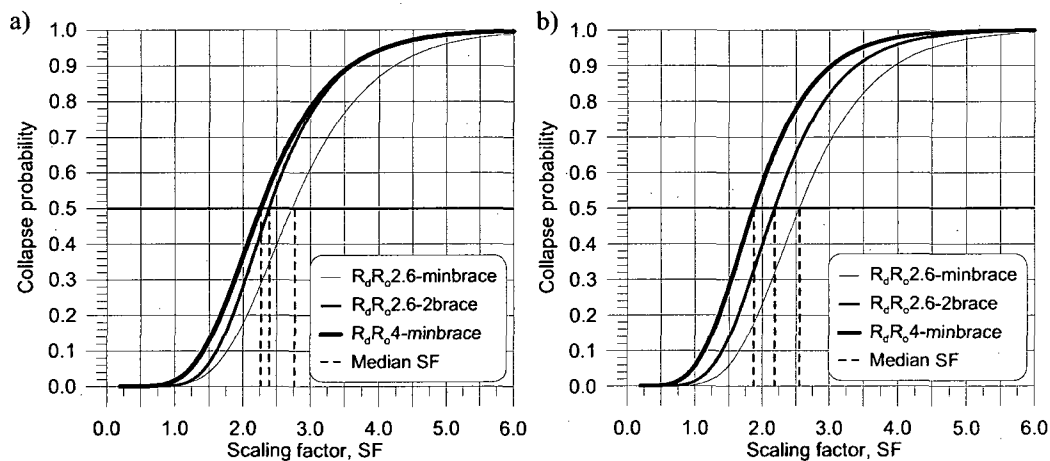 a)
Collapse probability
1.0
0.9
0.8
0.7
0.6
0.5
0.4
0.3
0.2
0.1
0.0
RdRo2.6-minbrace
RdRo2.6-2brace
RdRo4-minbrace
Median SF
0.0 1.0 2.0 3.0 4.0 5.0 6.0
Scaling factor, SF
b)
Collapse probability
1.0
0.9
0.8
0.7
0.6
0.5
0.4
0.3
0.2
0.1
0.0
RdRo2.6-minbrace
RdRo2.6-2brace
RdRo4-minbrace
Median SF
0.0 1.0 2.0 3.0 4.0 5.0 6.0
Scaling factor, SF